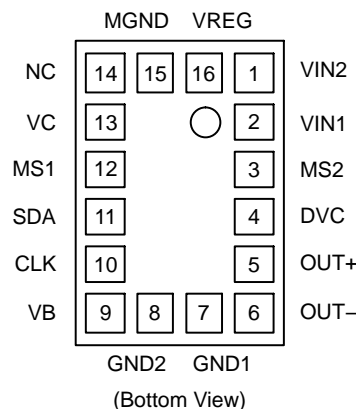 MGND VREG
NC 14 15 16 1 VIN2
VC 13 2 VIN1
MS1 12 3 MS2
SDA 11 4 DVC
CLK 10 5 OUT+
VB 9 8 7 6 OUT−
GND2 GND1
(Bottom View)